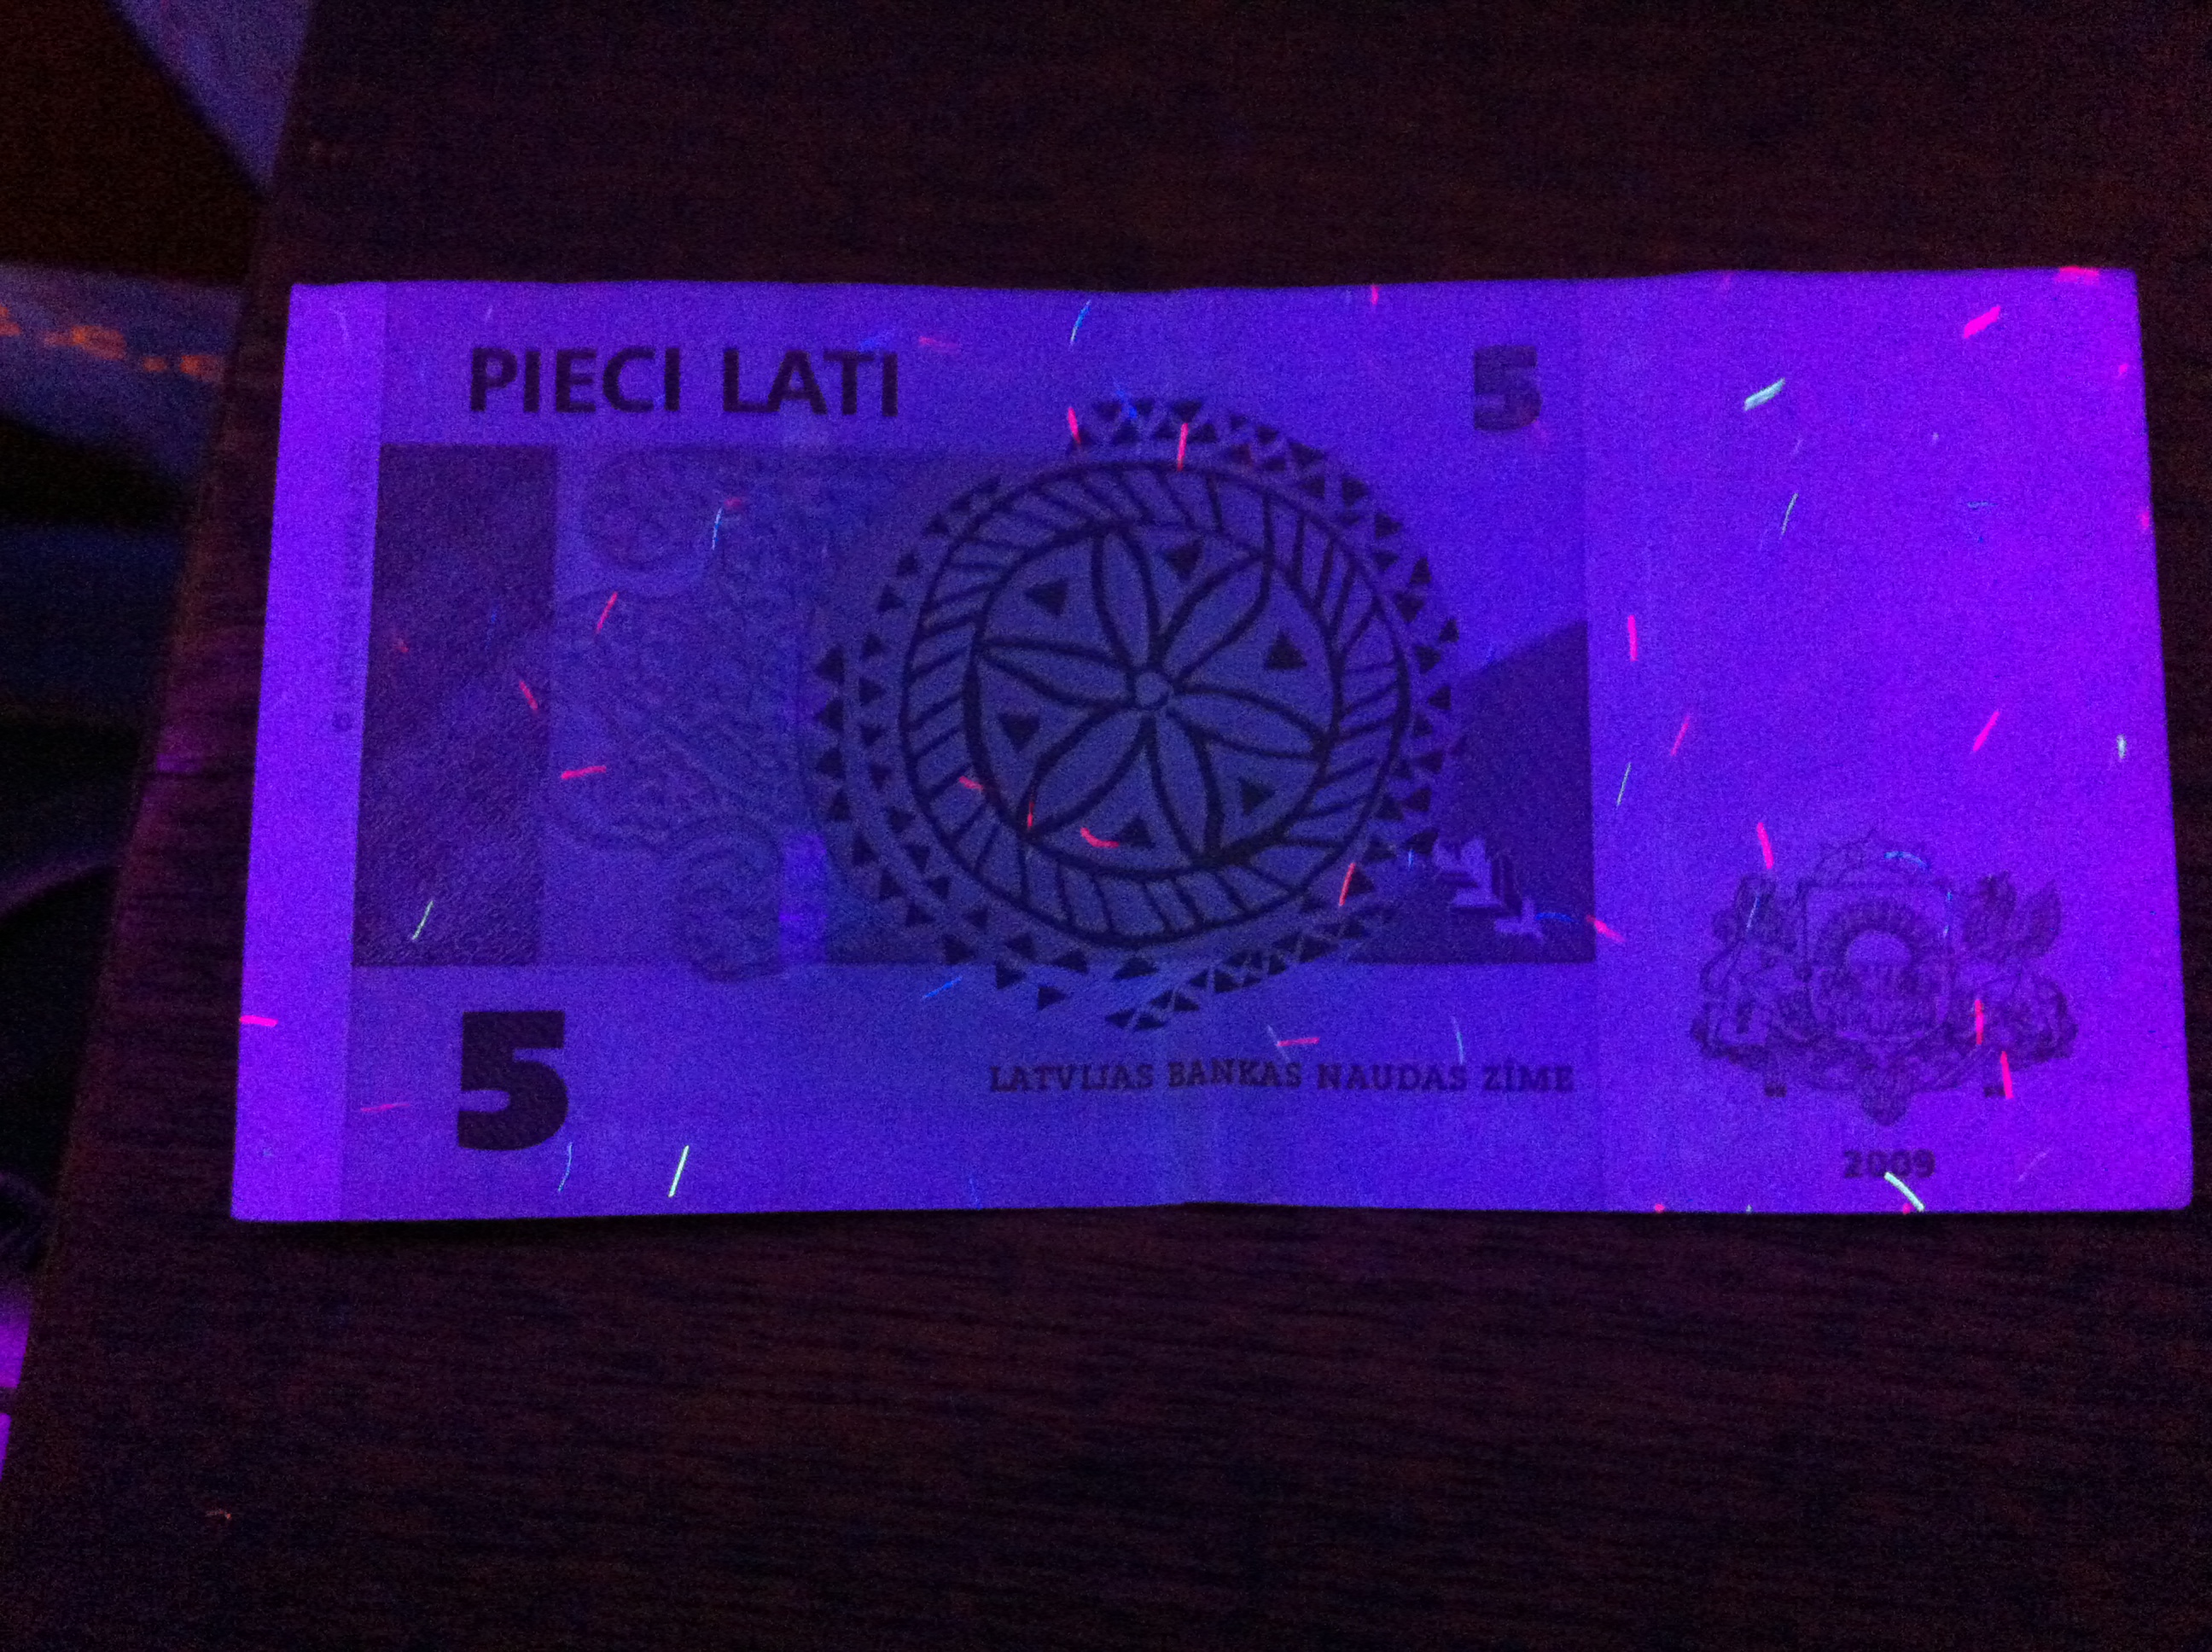 PIECI LATI
5
5
LATVIJAS BANKAS NAUDAS ZĪME
2009